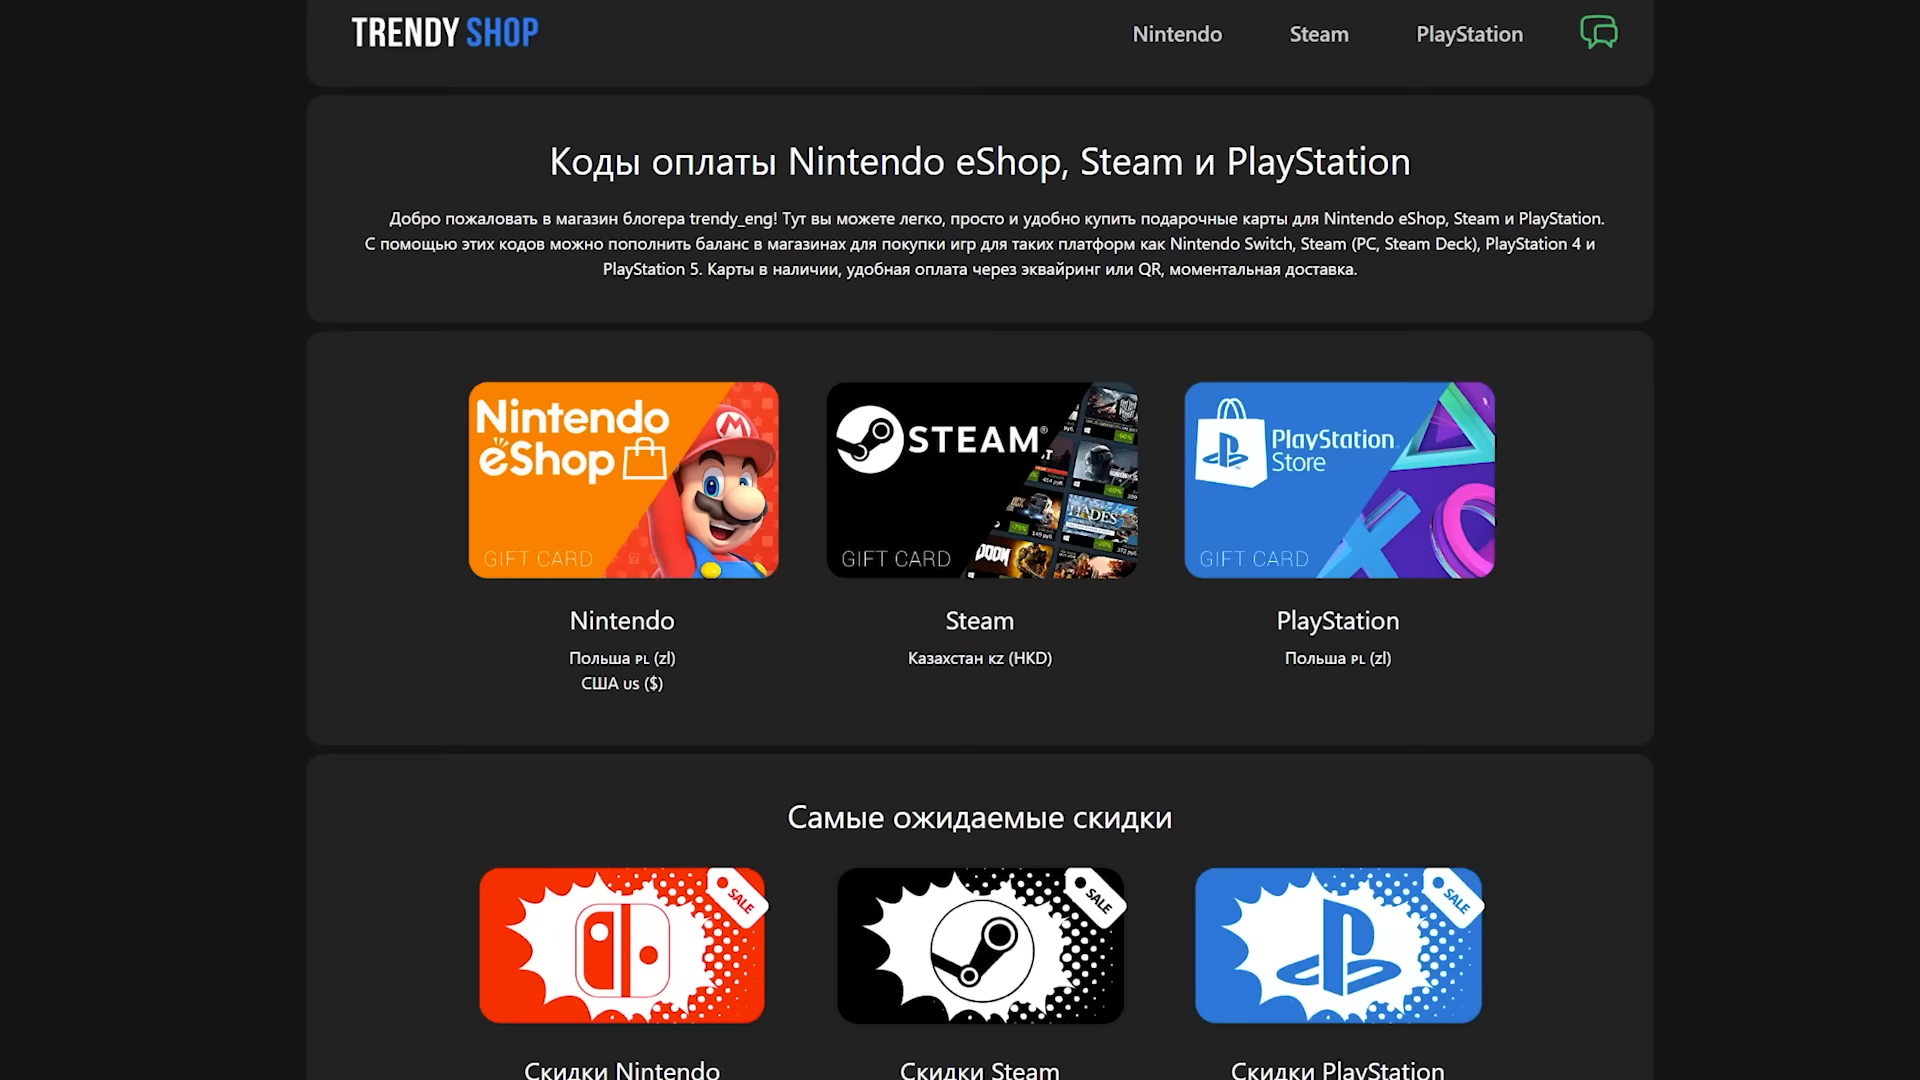 TRENDY SHOP
Nintendo
Steam
PlayStation
Коды оплаты Nintendo eShop, Steam и PlayStation
Добро пожаловать в магазин блогера trendy_eng! Тут вы можете легко, просто и удобно купить подарочные карты для Nintendo eShop, Steam и PlayStation.
С помощью этих кодов можно пополнить баланс в магазинах для покупки игр для таких платформ как Nintendo Switch, Steam (PC, Steam Deck), PlayStation 4 и
PlayStation 5. Карты в наличии, удобная оплата через эквайринг или QR, моментальная доставка.
Nintendo
eShop
GIFT CARD
STEAM®
HADES
DOOM
GIFT CARD
PlayStation
Store
GIFT CARD
Nintendo
Польша PL (zl)
США us ($)
Steam
Казахстан KZ (HKD)
PlayStation
Польша PL (zl)
Самые ожидаемые скидки
SALE
SALE
SALE
Скидки Nintendo
Скидки Steam
Скидки PlayStation